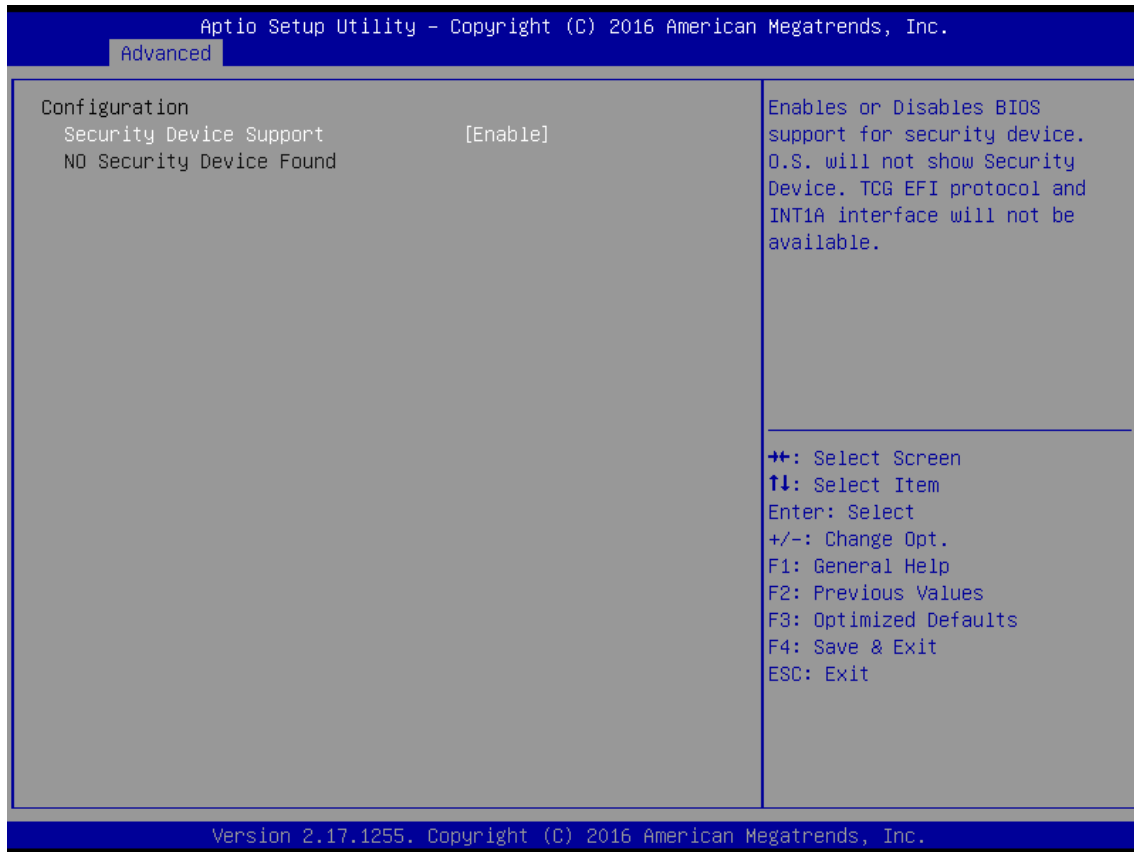 Aptio Setup Utility – Copyright (C) 2016 American Megatrends, Inc.
Advanced
Configuration
Security Device Support [Enable]
NO Security Device Found
Enables or Disables BIOS
support for security device.
O.S. will not show Security
Device. TCG EFI protocol and
INT1A interface will not be
available.
→←: Select Screen
↑↓: Select Item
Enter: Select
+/-: Change Opt.
F1: General Help
F2: Previous Values
F3: Optimized Defaults
F4: Save & Exit
ESC: Exit
Version 2.17.1255. Copyright (C) 2016 American Megatrends, Inc.